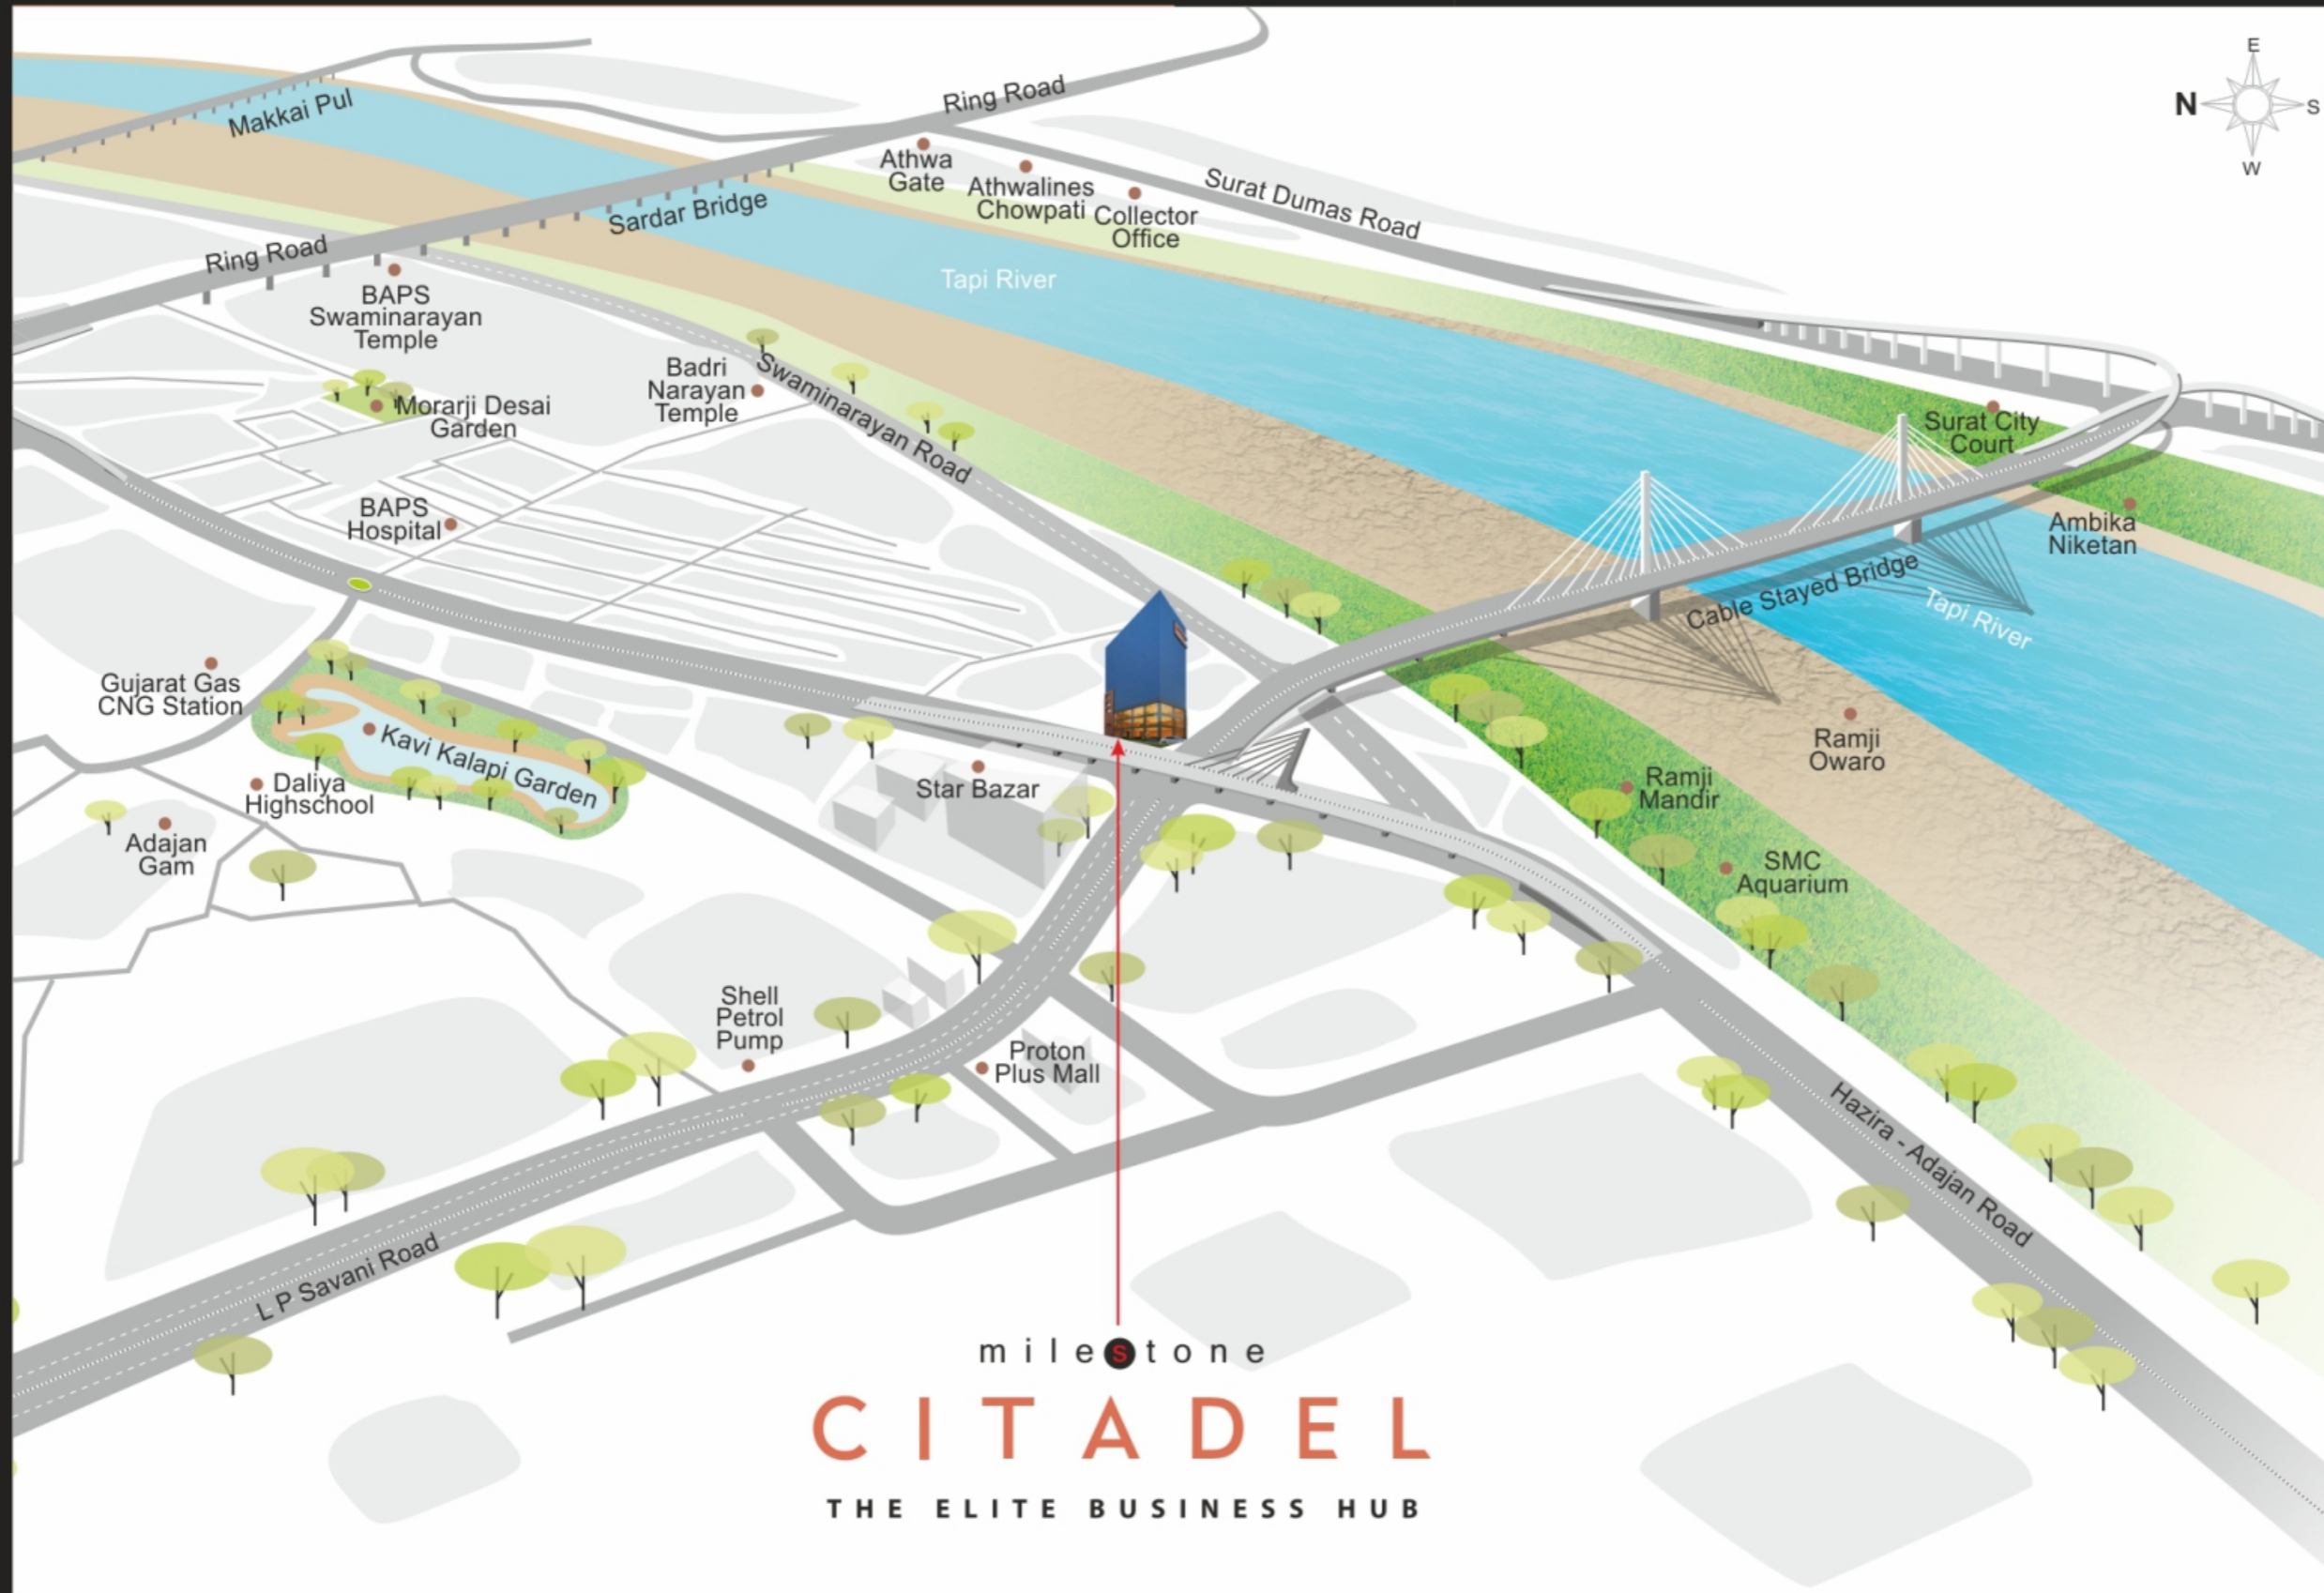 E
N
S
W
Makkai Pul
Ring Road
Athwa
Gate
Athwalines
Chowpati
Collector
Office
Surat Dumas Road
Sardar Bridge
Ring Road
Tapi River
BAPS
Swaminarayan
Temple
Badri
Narayan
Temple
Swaminarayan Road
Morarji Desai
Garden
Surat City
Court
BAPS
Hospital
Ambika
Niketan
Cable Stayed Bridge
Tapi River
Gujarat Gas
CNG Station
Kavi Kalapi Garden
Ramji
Owaro
Star Bazar
Ramji
Mandir
Daliya
Highschool
Adajan
Gam
SMC
Aquarium
Shell
Petrol
Pump
Proton
Plus Mall
Hazira - Adajan Road
L P Savani Road
milestone
CITADEL
THE ELITE BUSINESS HUB